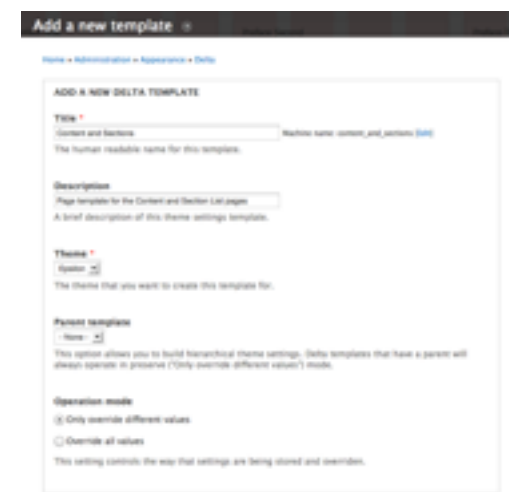 Add a new template
Home » Administration » Appearance » Delta
ADD A NEW DELTA TEMPLATE
Title *
Content and Sections Machine name: content_and_sections [Edit]
The human readable name for this template.
Description
Page template for the Content and Section List pages
A brief description of this theme settings template.
Theme *
The theme that you want to create this template for.
Parent template
- None -
This option allows you to build hierarchical theme settings. Delta templates that have a parent will
always operate in preserve ("Only override different values") mode.
Operation mode
Only override different values
Override all values
This setting controls the way that settings are being stored and overriden.